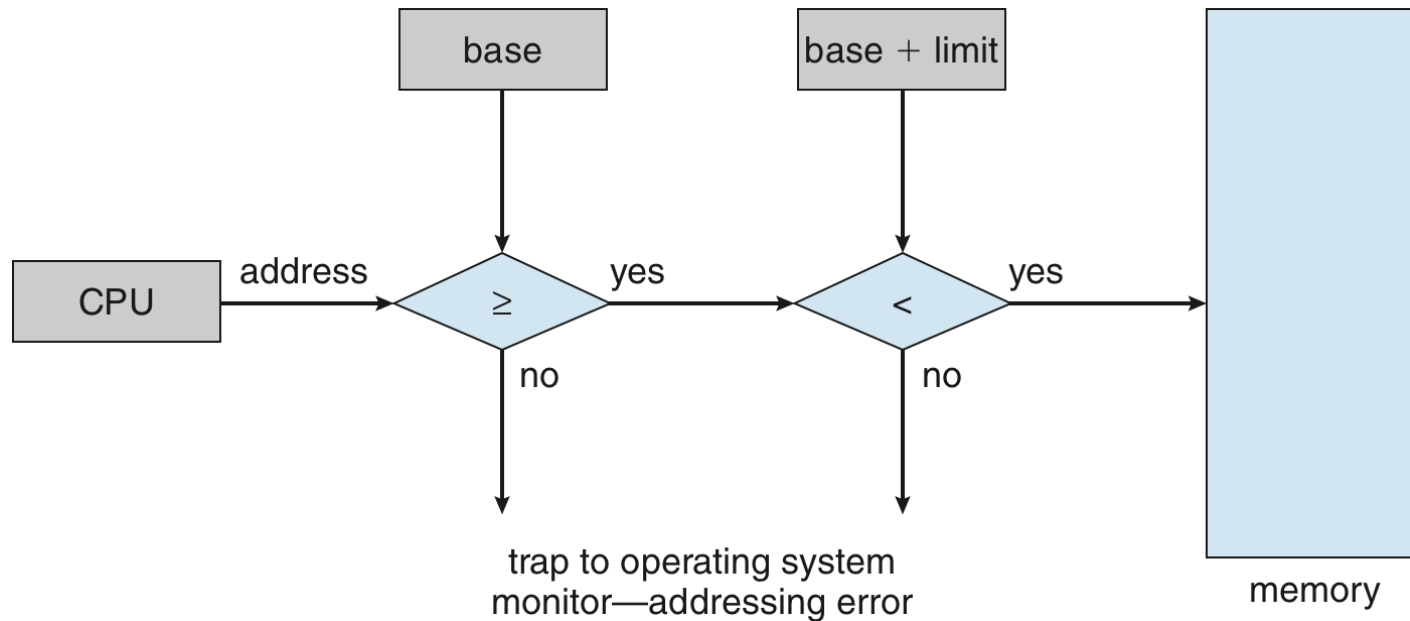 base
base + limit
CPU
address
≥
yes
<
yes
no
no
trap to operating system
monitor—addressing error
memory